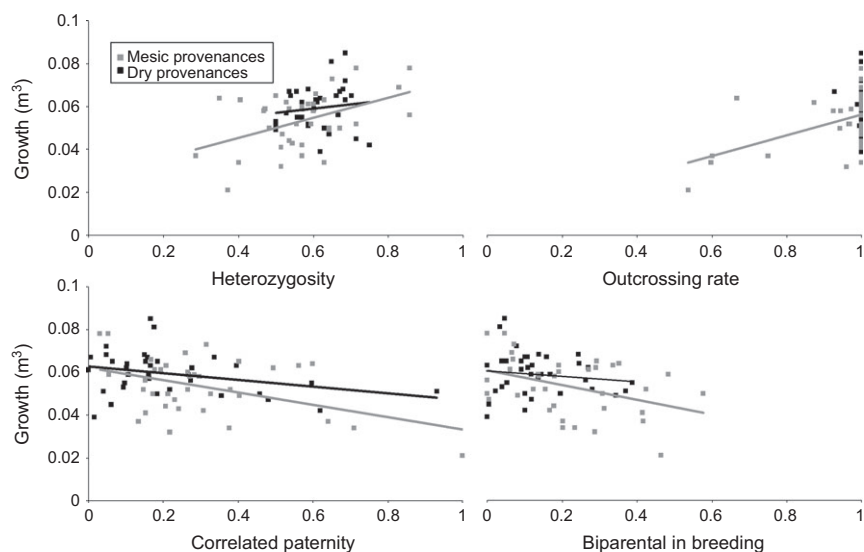 0.1
0.08
0.06
0.04
0.02
0
Growth (m³)
Mesic provenances
Dry provenances
0 0.2 0.4 0.6 0.8 1
Heterozygosity
0 0.2 0.4 0.6 0.8 1
Outcrossing rate
0.1
0.08
0.06
0.04
0.02
0
Growth (m³)
0 0.2 0.4 0.6 0.8 1
Correlated paternity
0 0.2 0.4 0.6 0.8 1
Biparental in breeding